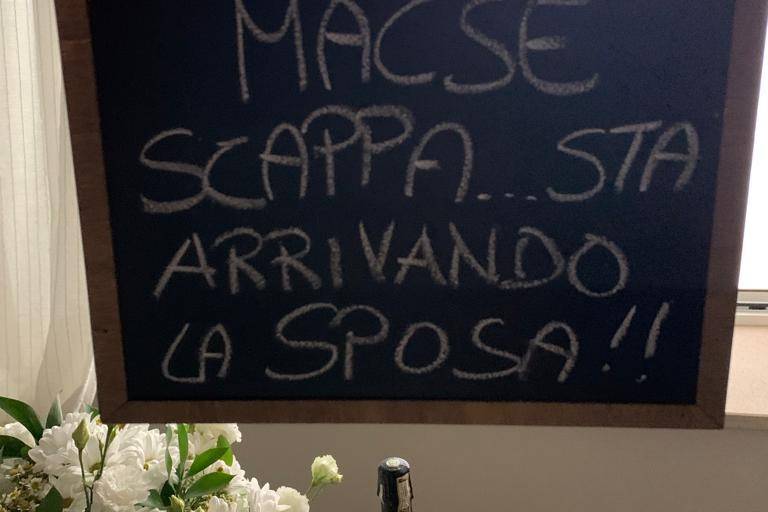 MACSE
SCAPPA...STA
ARRIVANDO
LA SPOSA!!